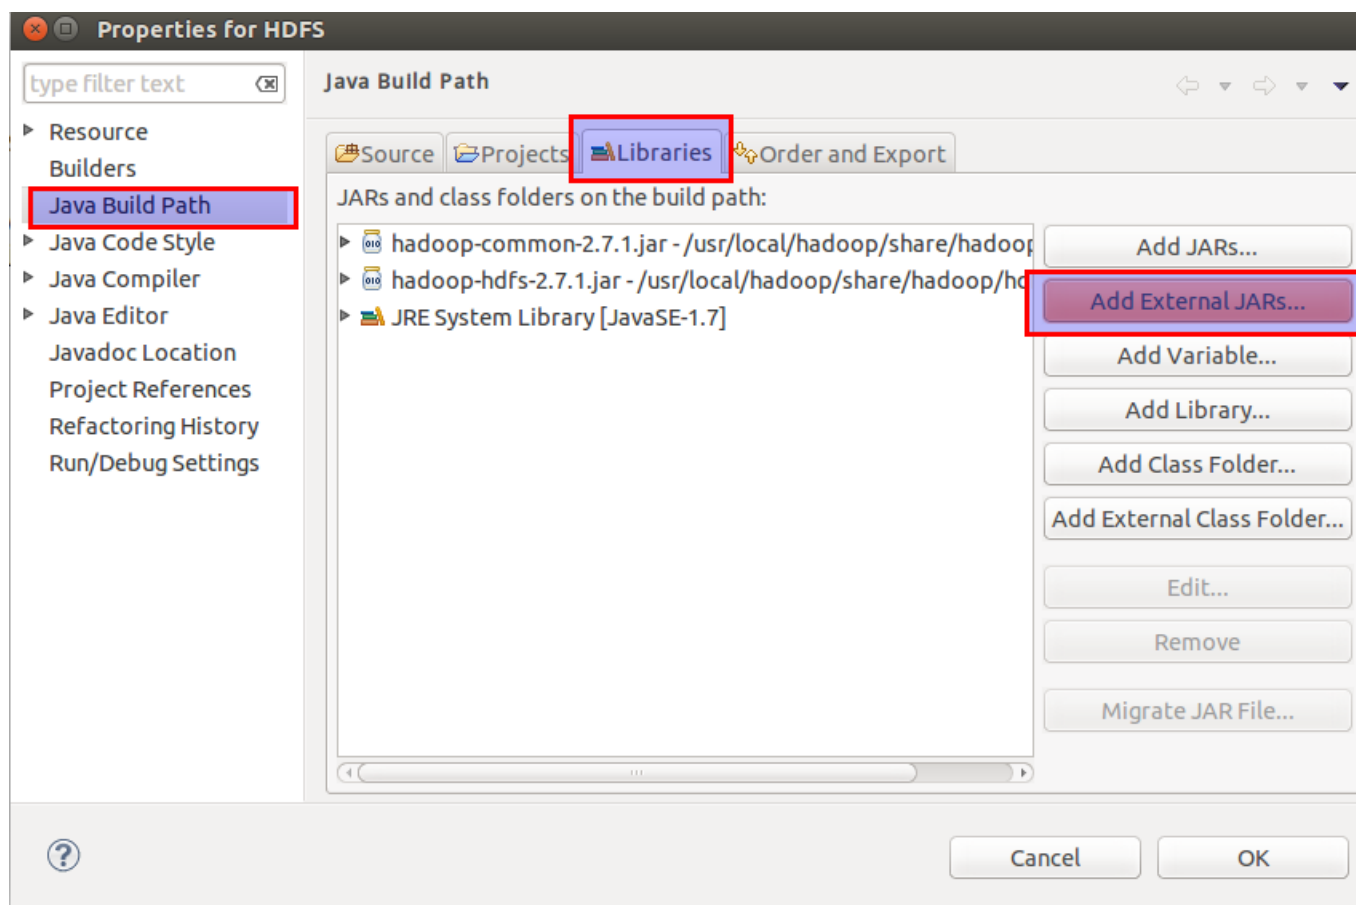 Properties for HDFS
type filter text
Resource
Builders
Java Build Path
Java Code Style
Java Compiler
Java Editor
Javadoc Location
Project References
Refactoring History
Run/Debug Settings
Java Build Path
Source Projects Libraries Order and Export
JARs and class folders on the build path:
hadoop-common-2.7.1.jar - /usr/local/hadoop/share/hadoop
hadoop-hdfs-2.7.1.jar - /usr/local/hadoop/share/hadoop/hd
JRE System Library [JavaSE-1.7]
Add JARs...
Add External JARs...
Add Variable...
Add Library...
Add Class Folder...
Add External Class Folder...
Edit...
Remove
Migrate JAR File...
Cancel OK